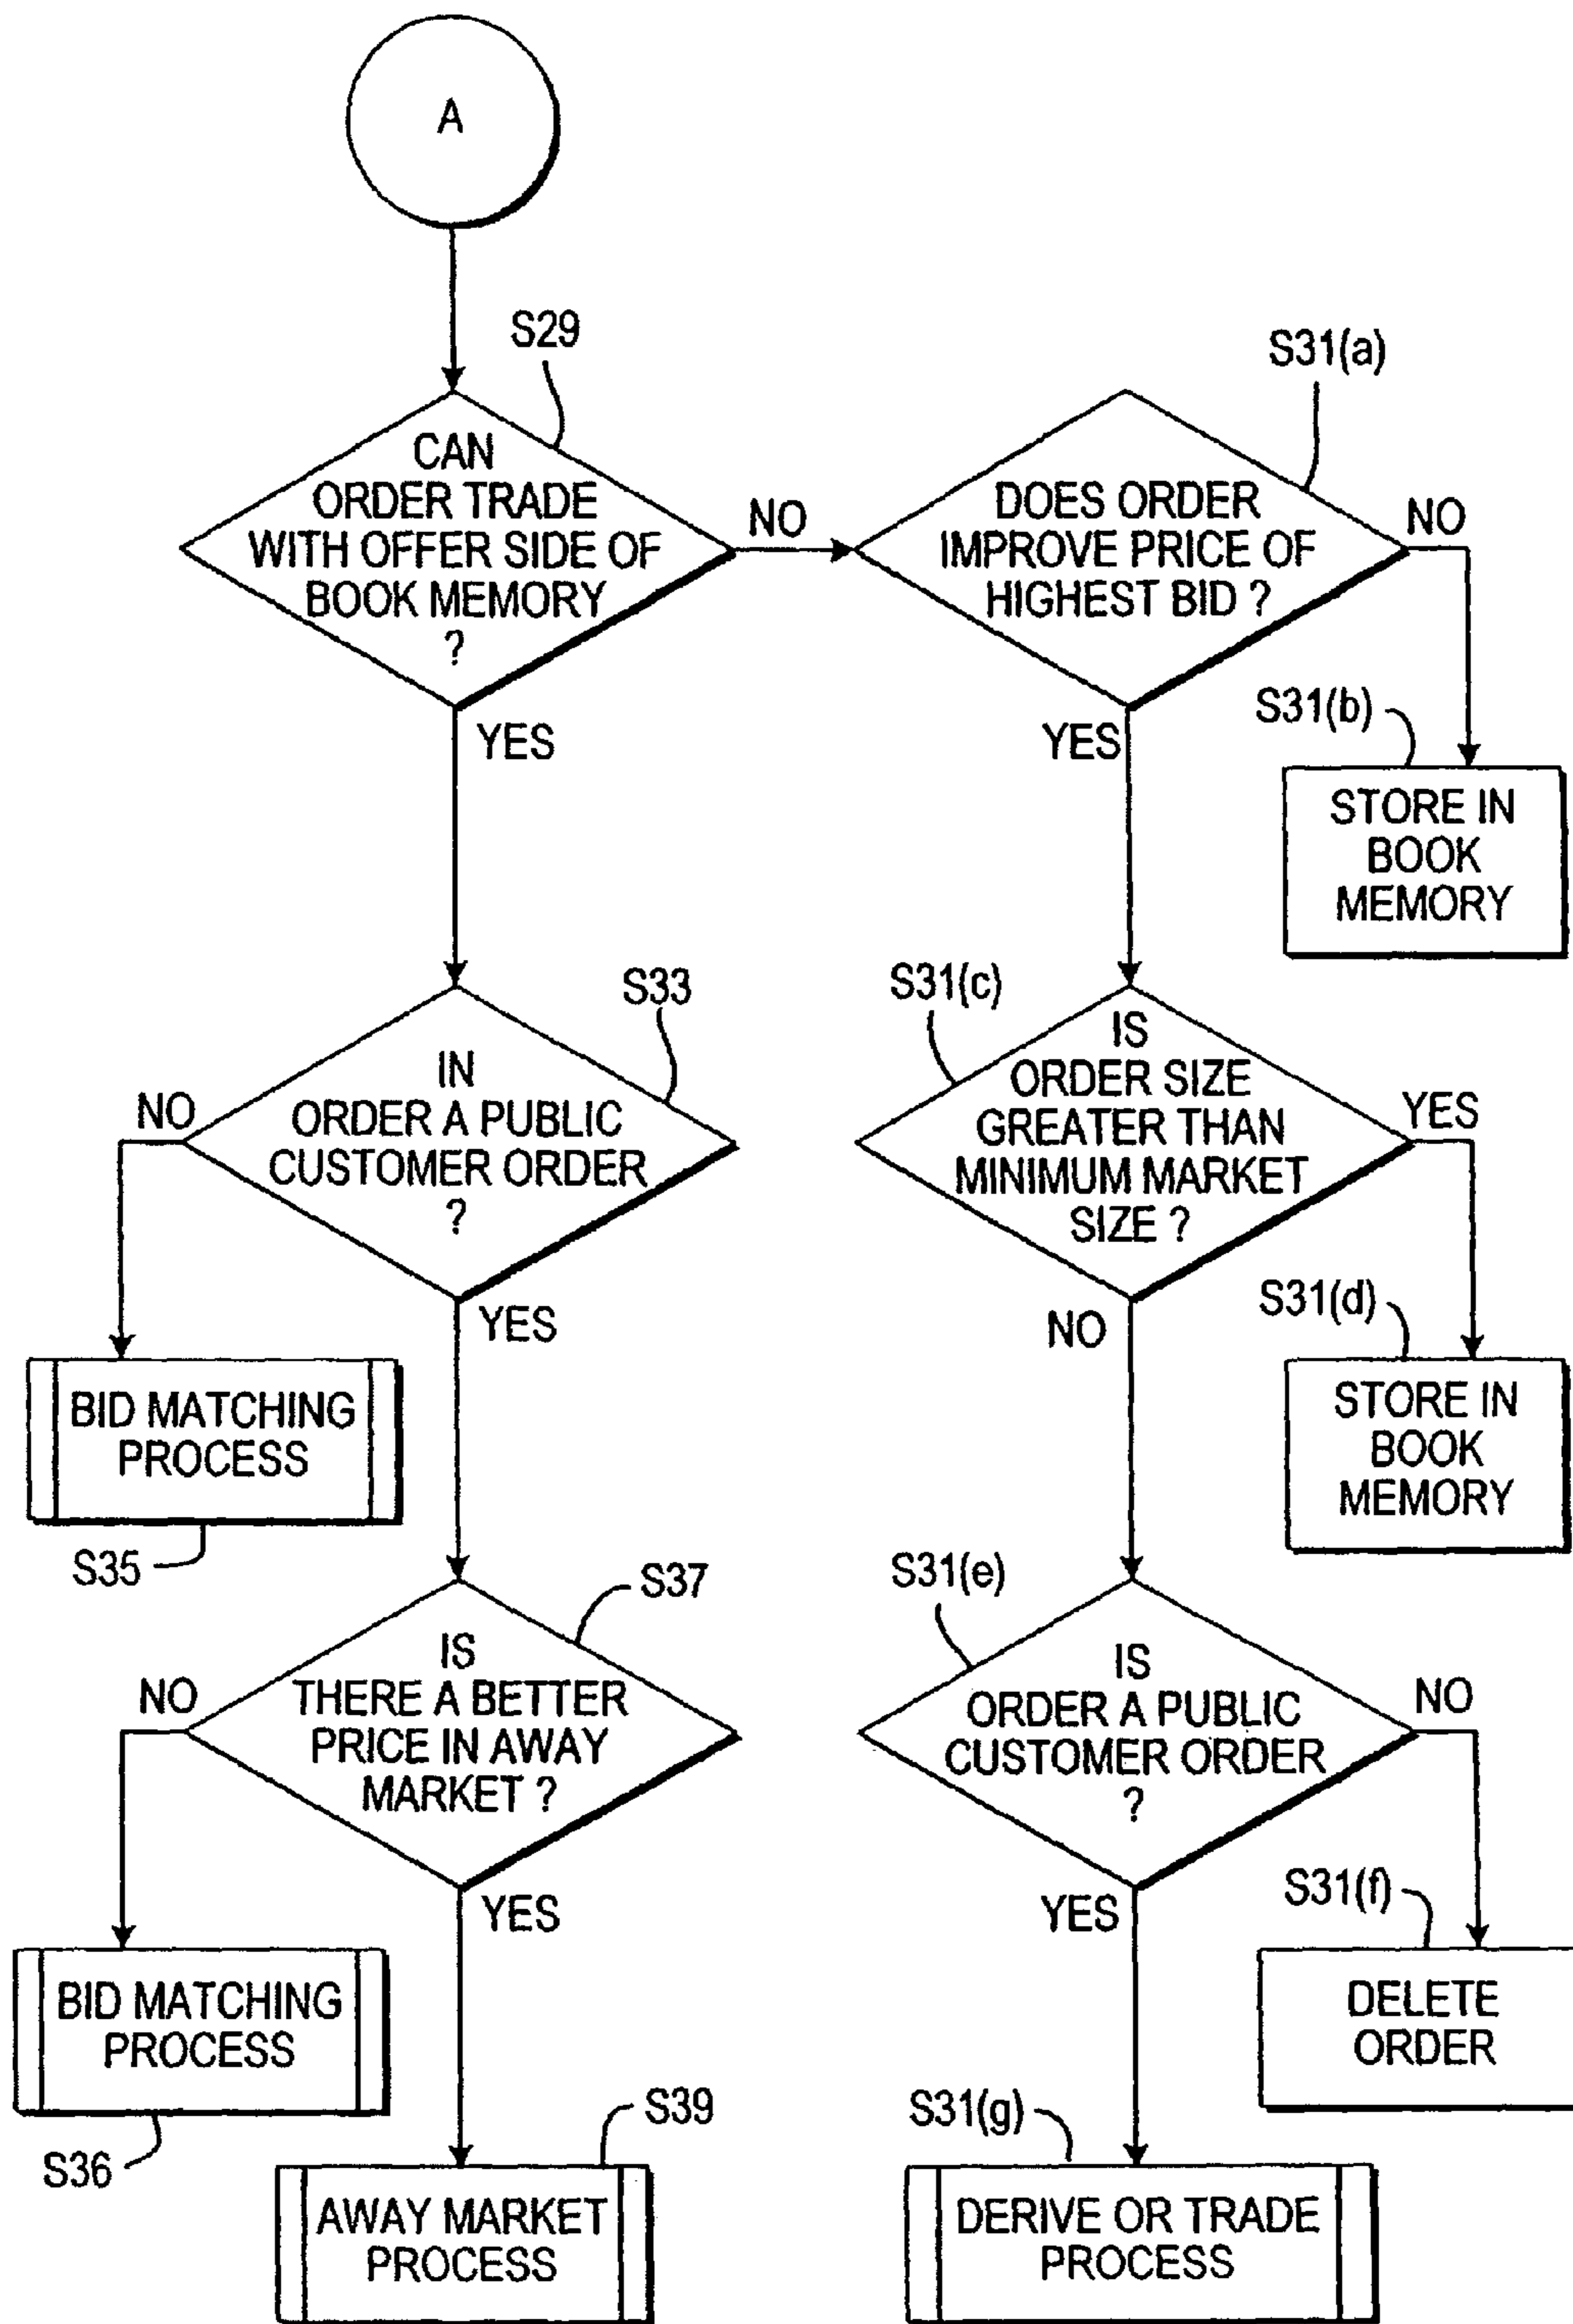 A
S29
S31(a)
CAN
ORDER TRADE
WITH OFFER SIDE OF
BOOK MEMORY
?
NO
DOES ORDER
IMPROVE PRICE OF
HIGHEST BID ?
NO
YES
YES
S31(b)
STORE IN
BOOK
MEMORY
S33
S31(c)
IN
ORDER A PUBLIC
CUSTOMER ORDER
?
NO
IS
ORDER SIZE
GREATER THAN
MINIMUM MARKET
SIZE ?
YES
YES
NO
S31(d)
BID MATCHING
PROCESS
S35
STORE IN
BOOK
MEMORY
S37
S31(e)
IS
THERE A BETTER
PRICE IN AWAY
MARKET ?
NO
IS
ORDER A PUBLIC
CUSTOMER ORDER
?
NO
YES
YES
S31(f)
BID MATCHING
PROCESS
S36
DELETE
ORDER
S39
S31(g)
AWAY MARKET
PROCESS
DERIVE OR TRADE
PROCESS